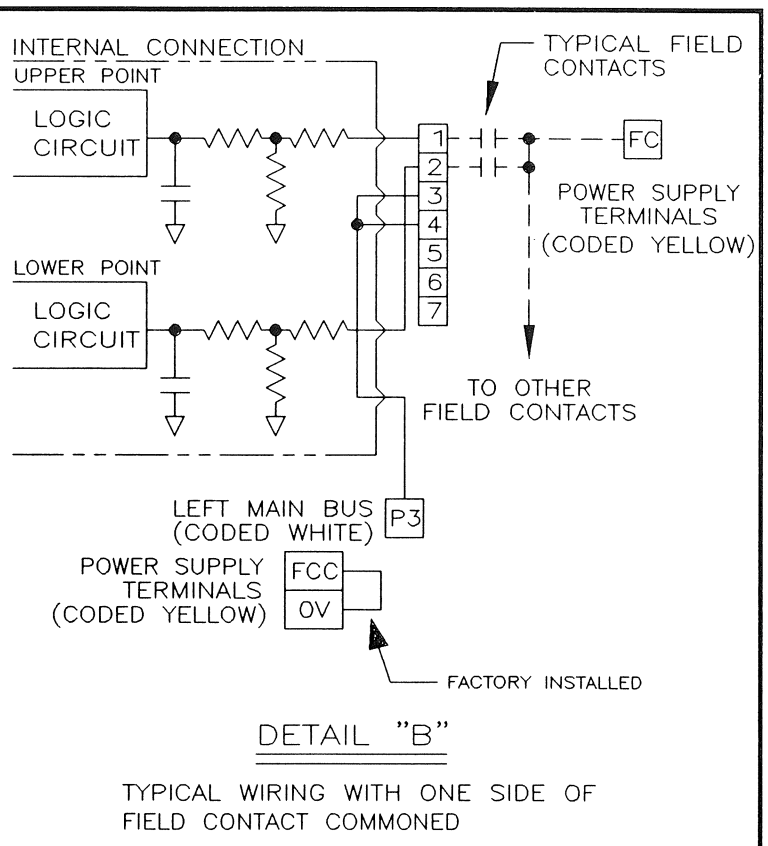 INTERNAL CONNECTION
UPPER POINT
LOGIC
CIRCUIT
TYPICAL FIELD
CONTACTS
1
2
3
4
5
6
7
FC
POWER SUPPLY
TERMINALS
(CODED YELLOW)
LOWER POINT
LOGIC
CIRCUIT
TO OTHER
FIELD CONTACTS
LEFT MAIN BUS
(CODED WHITE)
P3
POWER SUPPLY
TERMINALS
(CODED YELLOW)
FCC
0V
FACTORY INSTALLED
DETAIL "B"
TYPICAL WIRING WITH ONE SIDE OF
FIELD CONTACT COMMONED